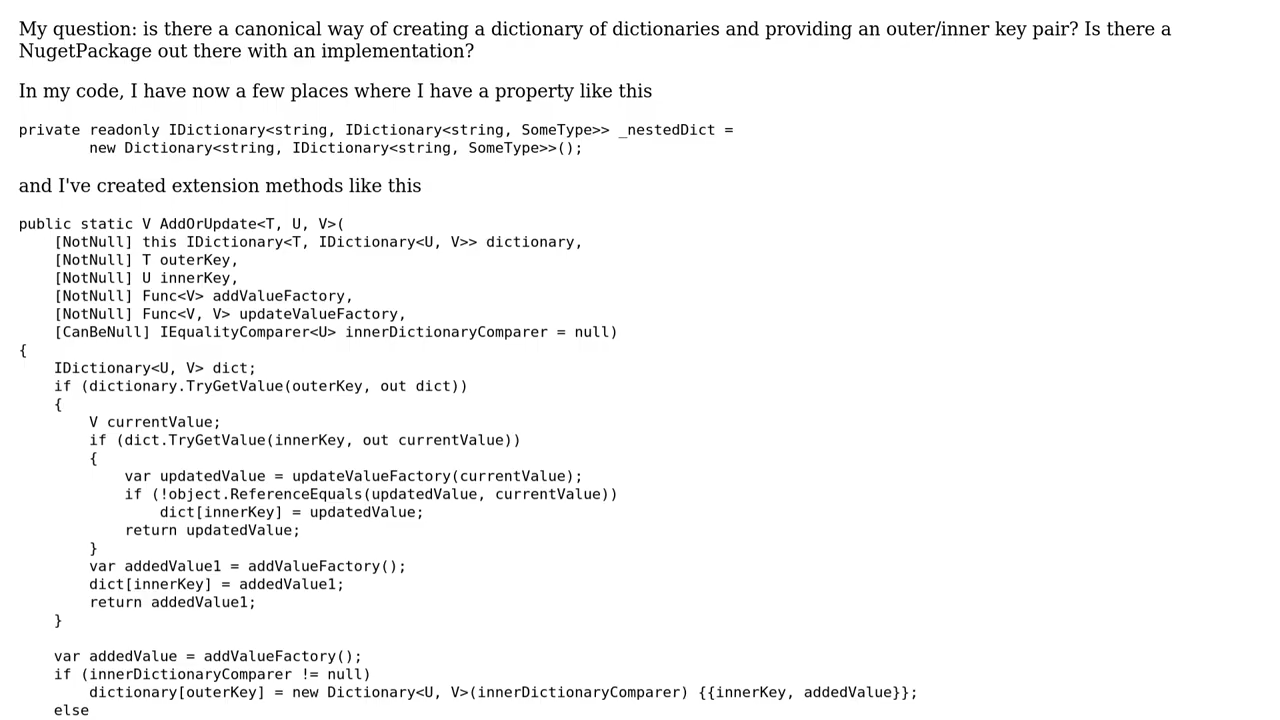 My question: is there a canonical way of creating a dictionary of dictionaries and providing an outer/inner key pair? Is there a
NugetPackage out there with an implementation?
In my code, I have now a few places where I have a property like this
private readonly IDictionary<string, IDictionary<string, SomeType>> _nestedDict =
        new Dictionary<string, IDictionary<string, SomeType>>();
and I've created extension methods like this
public static V AddOrUpdate<T, U, V>(
    [NotNull] this IDictionary<T, IDictionary<U, V>> dictionary,
    [NotNull] T outerKey,
    [NotNull] U innerKey,
    [NotNull] Func<V> addValueFactory,
    [NotNull] Func<V, V> updateValueFactory,
    [CanBeNull] IEqualityComparer<U> innerDictionaryComparer = null)
{
    IDictionary<U, V> dict;
    if (dictionary.TryGetValue(outerKey, out dict))
    {
        V currentValue;
        if (dict.TryGetValue(innerKey, out currentValue))
        {
            var updatedValue = updateValueFactory(currentValue);
            if (!object.ReferenceEquals(updatedValue, currentValue))
                dict[innerKey] = updatedValue;
            return updatedValue;
        }
        var addedValue1 = addValueFactory();
        dict[innerKey] = addedValue1;
        return addedValue1;
    }
    var addedValue = addValueFactory();
    if (innerDictionaryComparer != null)
        dictionary[outerKey] = new Dictionary<U, V>(innerDictionaryComparer) {{innerKey, addedValue}};
    else